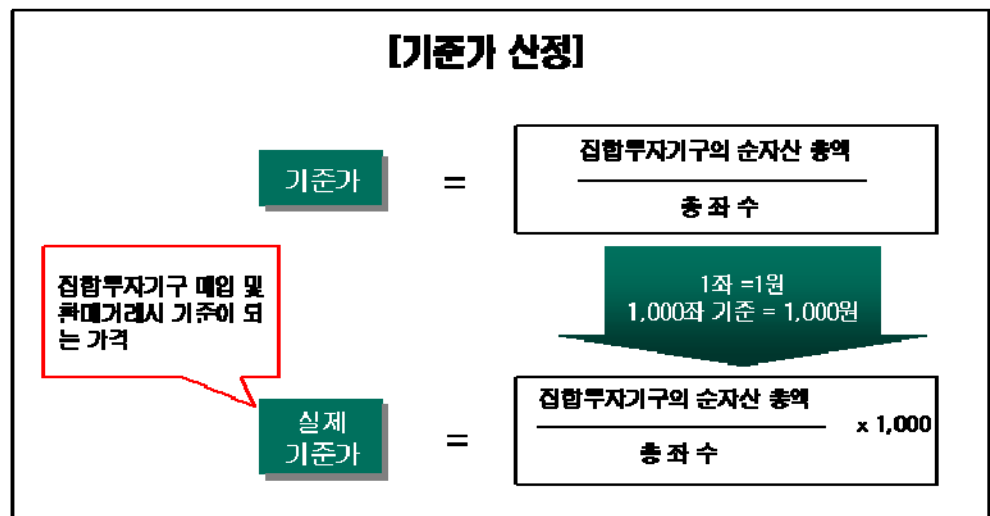 [기준가 산정]
기준가
=
집합투자기구의 순자산 총액
총 좌 수
집합투자기구 매입 및
환매거래시 기준이 되
는 가격
1좌 =1원
1,000좌 기준 = 1,000원
실제
기준가
=
집합투자기구의 순자산 총액
x 1,000
총 좌 수